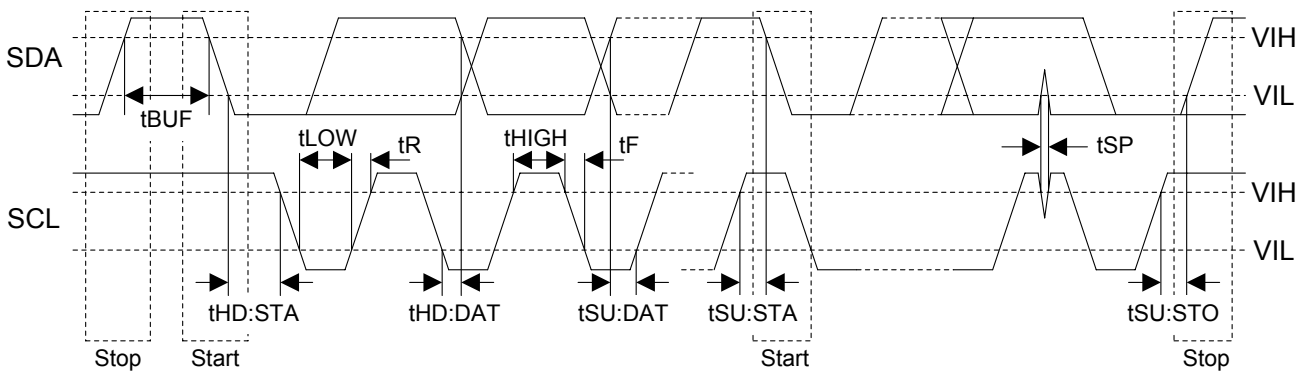 SDA
VIH
VIL
tBUF
tLOW
tR
tHIGH
tF
tSP
SCL
VIH
VIL
tHD:STA
tHD:DAT
tSU:DAT
tSU:STA
tSU:STO
Stop
Start
Start
Stop